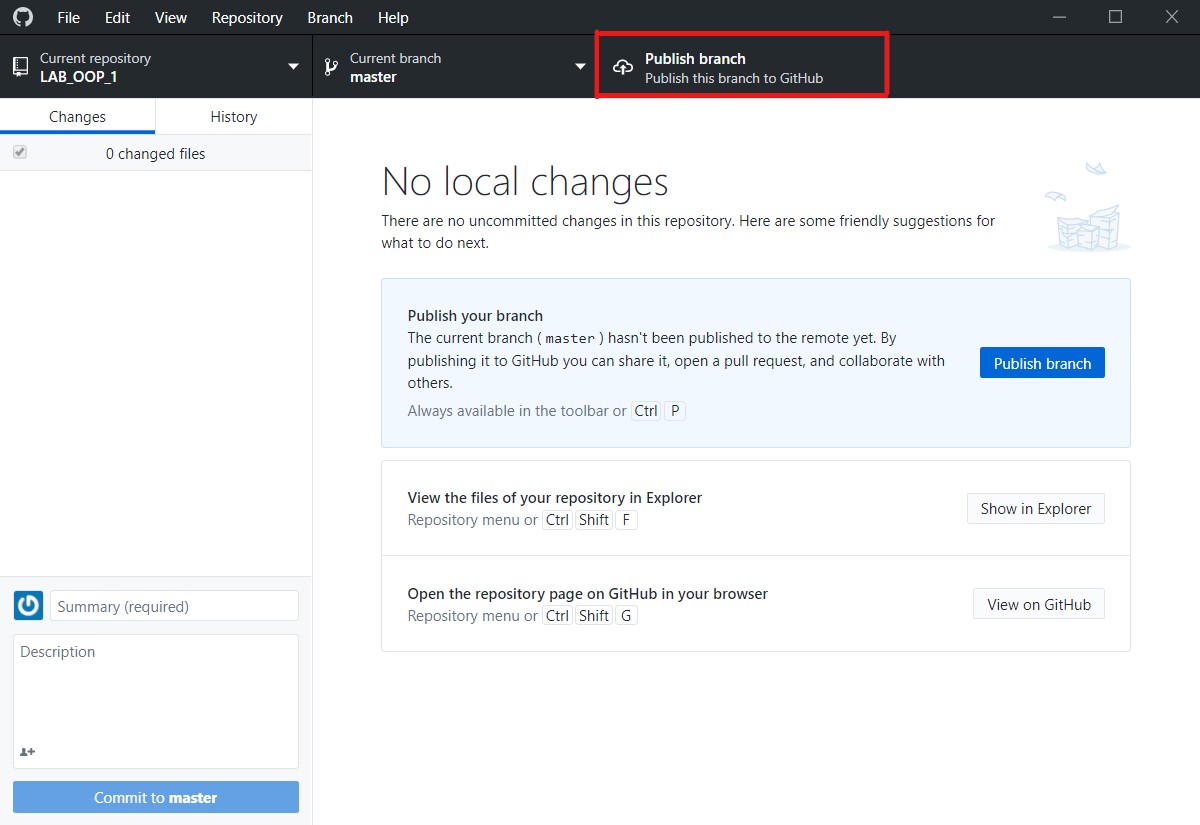 File Edit View Repository Branch Help
Current repository
LAB_OOP_1
Current branch
master
Publish branch
Publish this branch to GitHub
Changes
History
0 changed files
No local changes
There are no uncommitted changes in this repository. Here are some friendly suggestions for
what to do next.
Publish your branch
The current branch ( master ) hasn't been published to the remote yet. By
publishing it to GitHub you can share it, open a pull request, and collaborate with
others.
Always available in the toolbar or Ctrl P
Publish branch
View the files of your repository in Explorer
Repository menu or Ctrl Shift F
Show in Explorer
Open the repository page on GitHub in your browser
Repository menu or Ctrl Shift G
View on GitHub
Summary (required)
Description
Commit to master